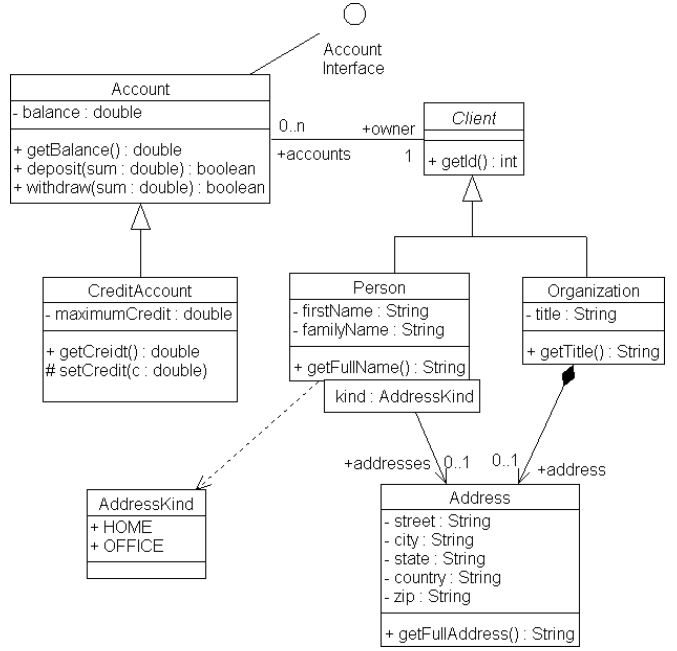 Account
Interface
Account
- balance : double
+ getBalance() : double
+ deposit(sum : double) : boolean
+ withdraw(sum : double) : boolean
0..n
+accounts
+owner
1
Client
+ getId() : int
CreditAccount
- maximumCredit : double
+ getCreidt() : double
# setCredit(c : double)
Person
- firstName : String
- familyName : String
+ getFullName() : String
kind : AddressKind
Organization
- title : String
+ getTitle() : String
+addresses
0..1
0..1
+address
AddressKind
+ HOME
+ OFFICE
Address
- street : String
- city : String
- state : String
- country : String
- zip : String
+ getFullAddress() : String